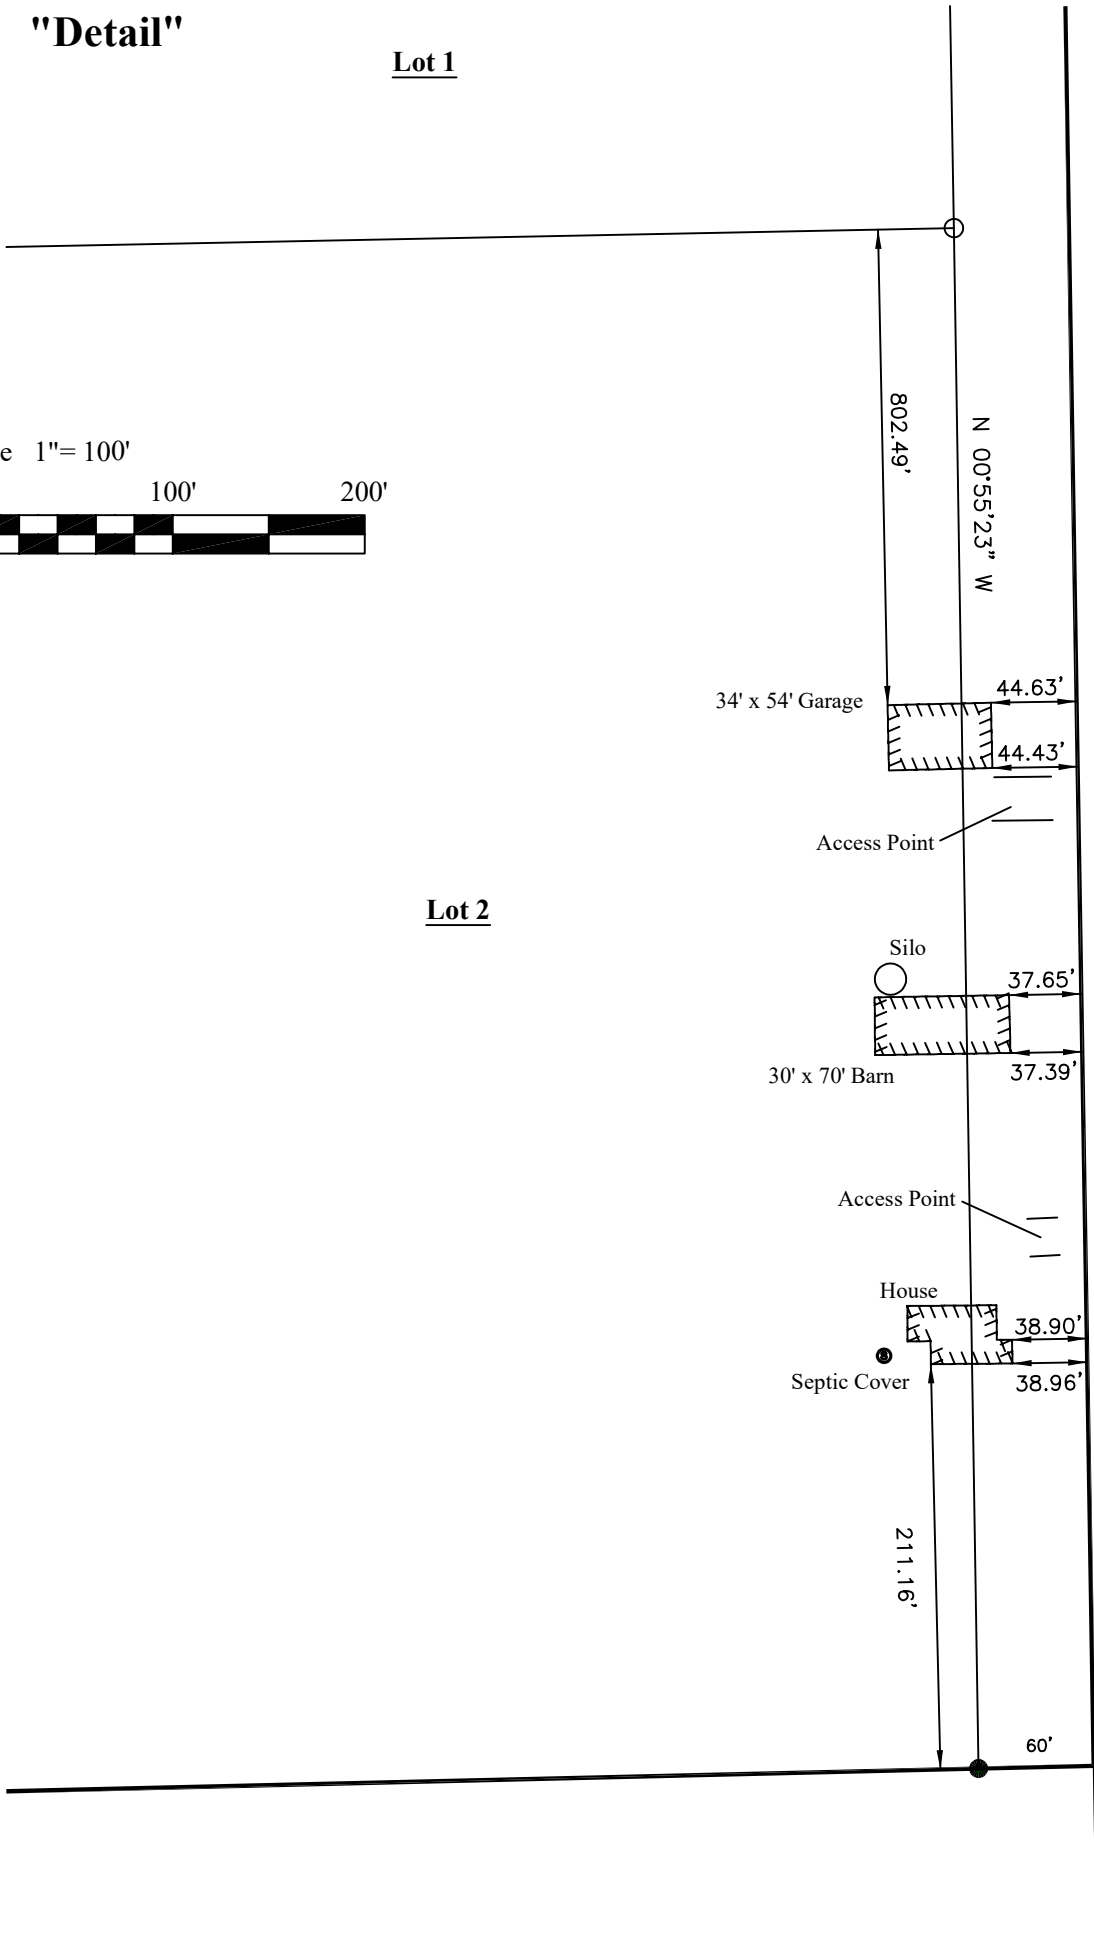 "Detail"
Lot 1
802.49'
N 00°55'23" W
e 1"= 100'
100' 200'
34' x 54' Garage
44.63'
44.43'
Access Point
Lot 2
Silo
37.65'
30' x 70' Barn
37.39'
Access Point
House
38.90'
Septic Cover
38.96'
211.16'
60'